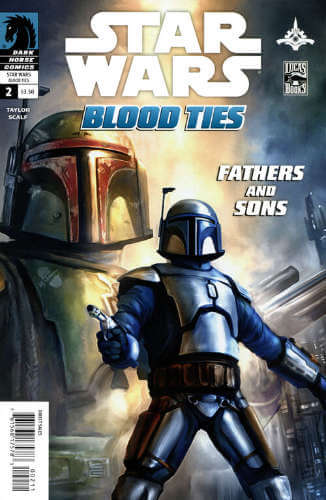 DARK
HORSE
COMICS
STAR WARS
BLOOD TIES
2 $3.50
TAYLOR
SCALF
STAR
WARS
LUCAS
BOOKS
BLOOD TIES
FATHERS
AND
SONS